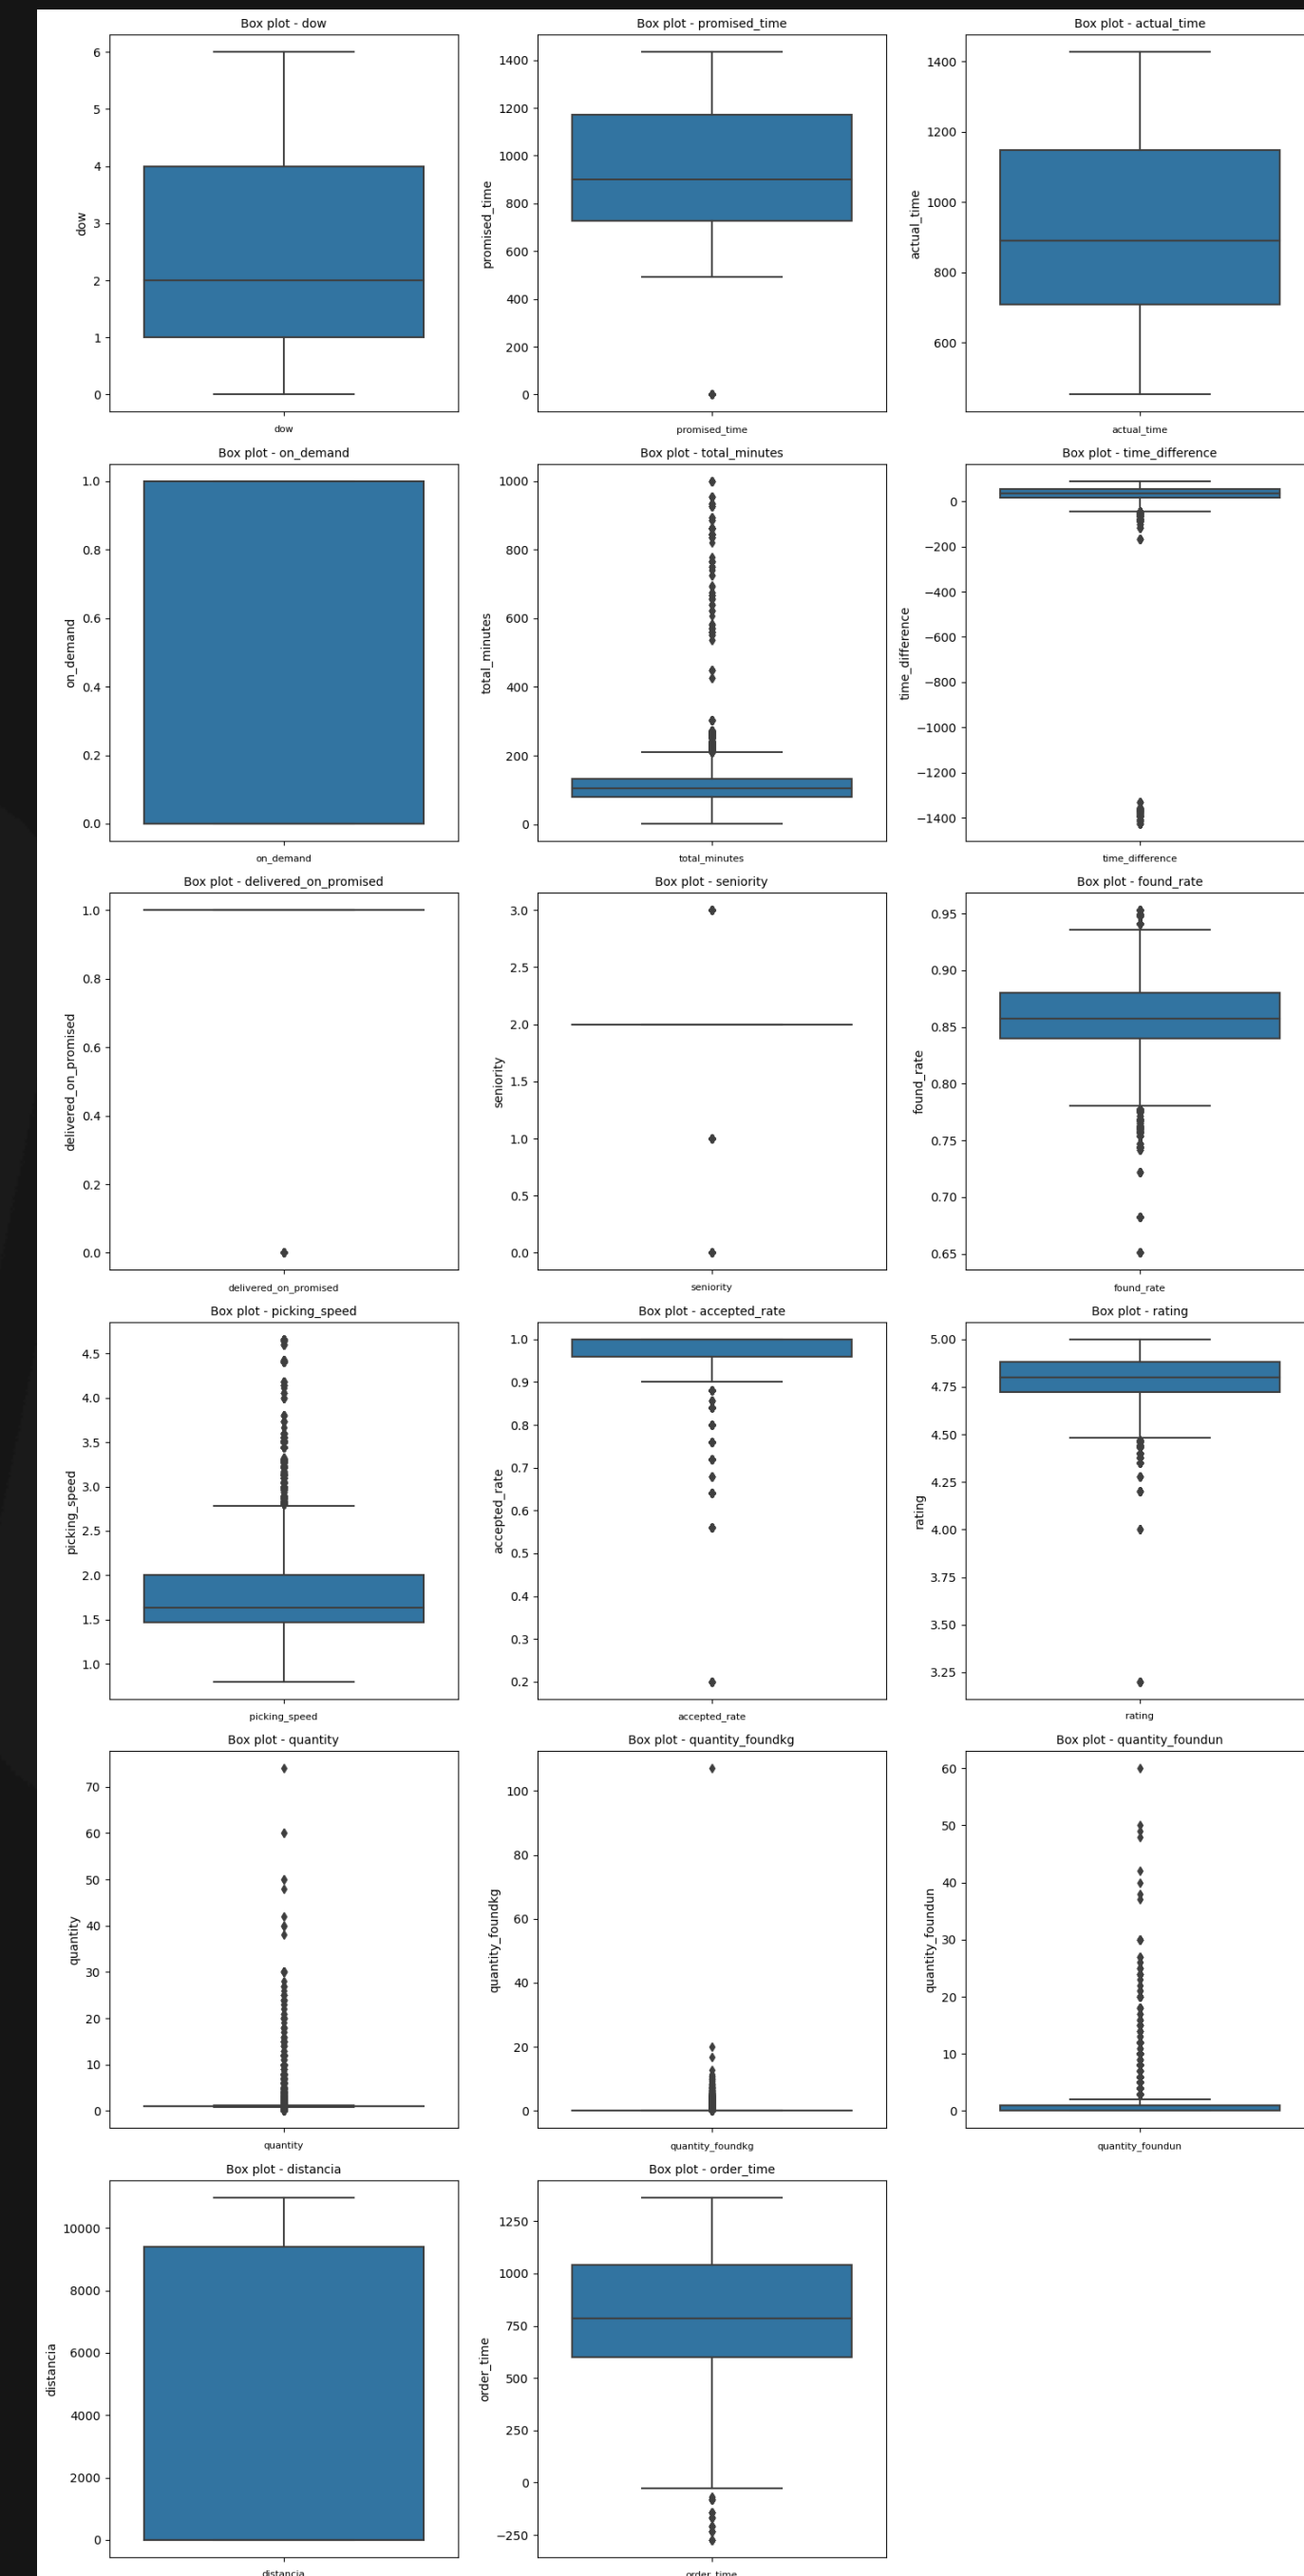 Box plot - dow
6
5
4
3
2
1
0
dow
dow
Box plot - promised_time
1400
1200
1000
800
600
400
200
0
promised_time
promised_time
Box plot - actual_time
1400
1200
1000
800
600
actual_time
actual_time
Box plot - on_demand
1.0
0.8
0.6
0.4
0.2
0.0
on_demand
on_demand
Box plot - total_minutes
1000
800
600
400
200
0
total_minutes
total_minutes
Box plot - time_difference
0
−200
−400
−600
−800
−1000
−1200
−1400
time_difference
time_difference
Box plot - delivered_on_promised
1.0
0.8
0.6
0.4
0.2
0.0
delivered_on_promised
delivered_on_promised
Box plot - seniority
3.0
2.5
2.0
1.5
1.0
0.5
0.0
seniority
seniority
Box plot - found_rate
0.95
0.90
0.85
0.80
0.75
0.70
0.65
found_rate
found_rate
Box plot - picking_speed
4.5
4.0
3.5
3.0
2.5
2.0
1.5
1.0
picking_speed
picking_speed
Box plot - accepted_rate
1.0
0.9
0.8
0.7
0.6
0.5
0.4
0.3
0.2
accepted_rate
accepted_rate
Box plot - rating
5.00
4.75
4.50
4.25
4.00
3.75
3.50
3.25
rating
rating
Box plot - quantity
70
60
50
40
30
20
10
0
quantity
quantity
Box plot - quantity_foundkg
100
80
60
40
20
0
quantity_foundkg
quantity_foundkg
Box plot - quantity_foundun
60
50
40
30
20
10
0
quantity_foundun
quantity_foundun
Box plot - distancia
10000
8000
6000
4000
2000
0
distancia
distancia
Box plot - order_time
1250
1000
750
500
250
0
−250
order_time
order_time